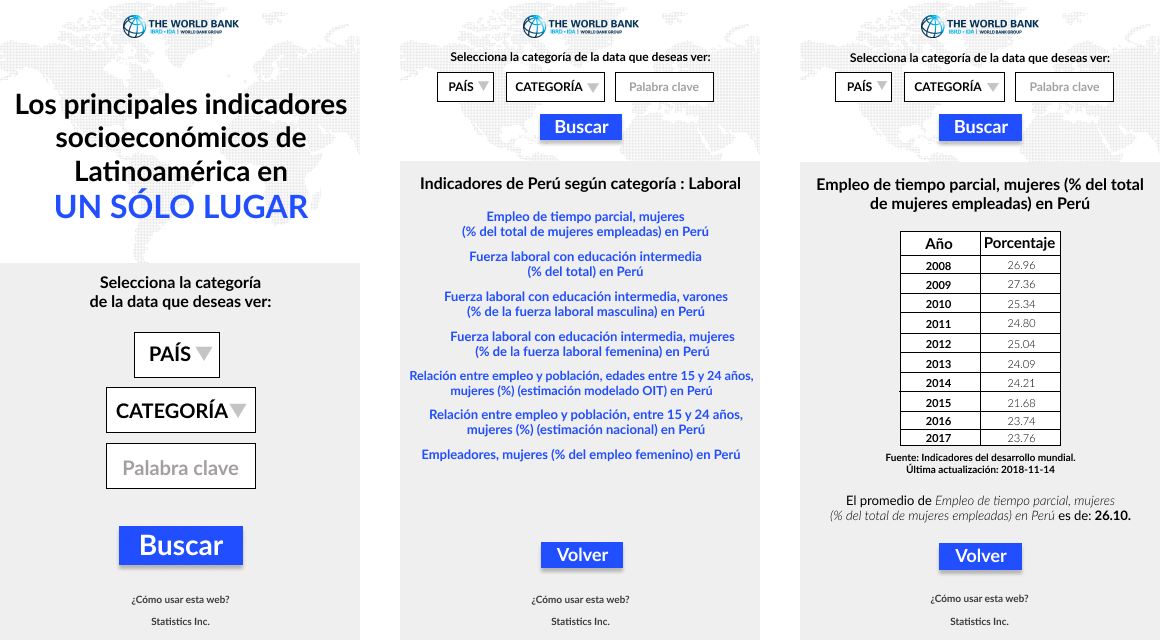 THE WORLD BANK
IBRD • IDA | WORLD BANK GROUP
Los principales indicadores
socioeconómicos de
Latinoamérica en
UN SÓLO LUGAR
Selecciona la categoría
de la data que deseas ver:
PAÍS
CATEGORÍA
Palabra clave
Buscar
¿Cómo usar esta web?
Statistics Inc.
THE WORLD BANK
IBRD • IDA | WORLD BANK GROUP
Selecciona la categoría de la data que deseas ver:
PAÍS CATEGORÍA Palabra clave
Buscar
Indicadores de Perú según categoría : Laboral
Empleo de tiempo parcial, mujeres
(% del total de mujeres empleadas) en Perú
Fuerza laboral con educación intermedia
(% del total) en Perú
Fuerza laboral con educación intermedia, varones
(% de la fuerza laboral masculina) en Perú
Fuerza laboral con educación intermedia, mujeres
(% de la fuerza laboral femenina) en Perú
Relación entre empleo y población, edades entre 15 y 24 años,
mujeres (%) (estimación modelado OIT) en Perú
Relación entre empleo y población, entre 15 y 24 años,
mujeres (%) (estimación nacional) en Perú
Empleadores, mujeres (% del empleo femenino) en Perú
Volver
¿Cómo usar esta web?
Statistics Inc.
THE WORLD BANK
IBRD • IDA | WORLD BANK GROUP
Selecciona la categoría de la data que deseas ver:
PAÍS CATEGORÍA Palabra clave
Buscar
Empleo de tiempo parcial, mujeres (% del total
de mujeres empleadas) en Perú
Año Porcentaje
2008 26.96
2009 27.36
2010 25.34
2011 24.80
2012 25.04
2013 24.09
2014 24.21
2015 21.68
2016 23.74
2017 23.76
Fuente: Indicadores del desarrollo mundial.
Última actualización: 2018-11-14
El promedio de Empleo de tiempo parcial, mujeres
(% del total de mujeres empleadas) en Perú es de: 26.10.
Volver
¿Cómo usar esta web?
Statistics Inc.